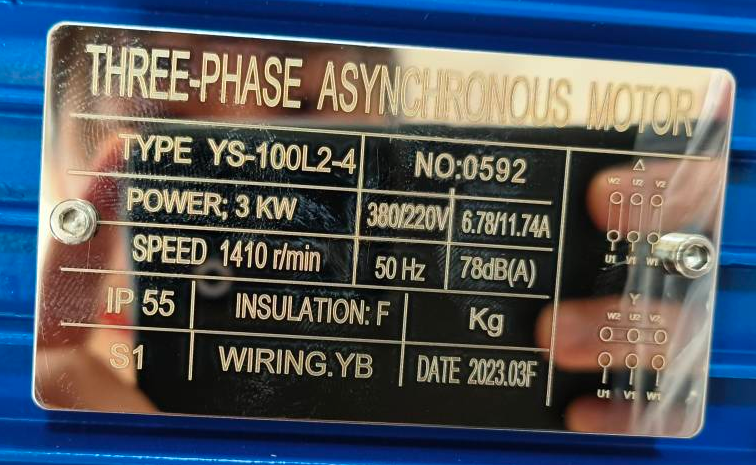 THREE-PHASE ASYNCHRONOUS MOTOR
TYPE YS-100L2-4 NO:0592
POWER; 3 KW 380/220V 6.78/11.74A
SPEED 1410 r/min 50 Hz 78dB(A)
IP 55 INSULATION: F Kg
S1 WIRING.YB DATE 2023.03F
△
W2 U2 V2
U1 V1 W1
Y
W2 U2 V2
U1 V1 W1